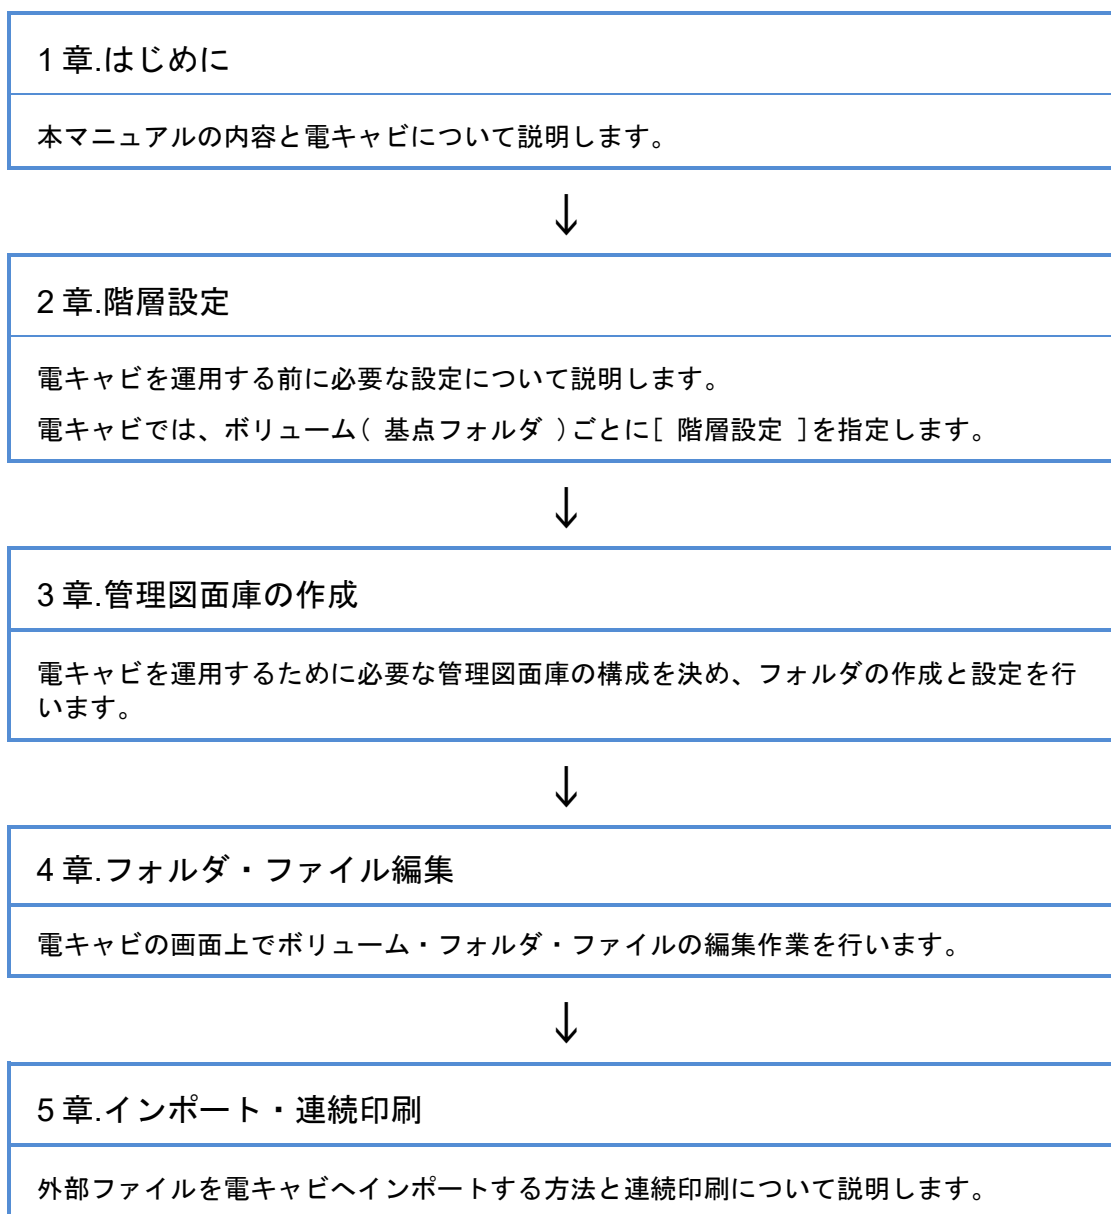 1章.はじめに
本マニュアルの内容と電キャビについて説明します。
↓
2章.階層設定
電キャビを運用する前に必要な設定について説明します。
電キャビでは、ボリューム( 基点フォルダ )ごとに[ 階層設定 ]を指定します。
↓
3章.管理図面庫の作成
電キャビを運用するために必要な管理図面庫の構成を決め、フォルダの作成と設定を行
います。
↓
4章.フォルダ・ファイル編集
電キャビの画面上でボリューム・フォルダ・ファイルの編集作業を行います。
↓
5章.インポート・連続印刷
外部ファイルを電キャビへインポートする方法と連続印刷について説明します。